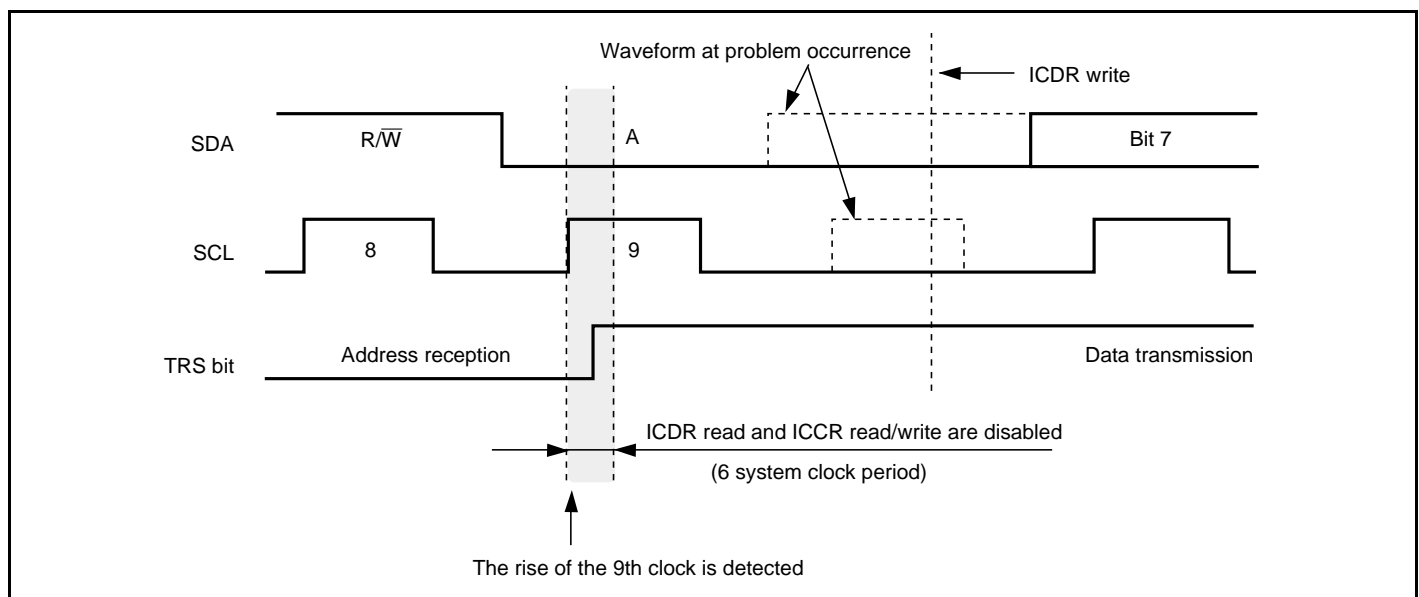 Waveform at problem occurrence
ICDR write
SDA
R/W̅
A
Bit 7
SCL
8
9
TRS bit
Address reception
Data transmission
ICDR read and ICCR read/write are disabled
(6 system clock period)
The rise of the 9th clock is detected